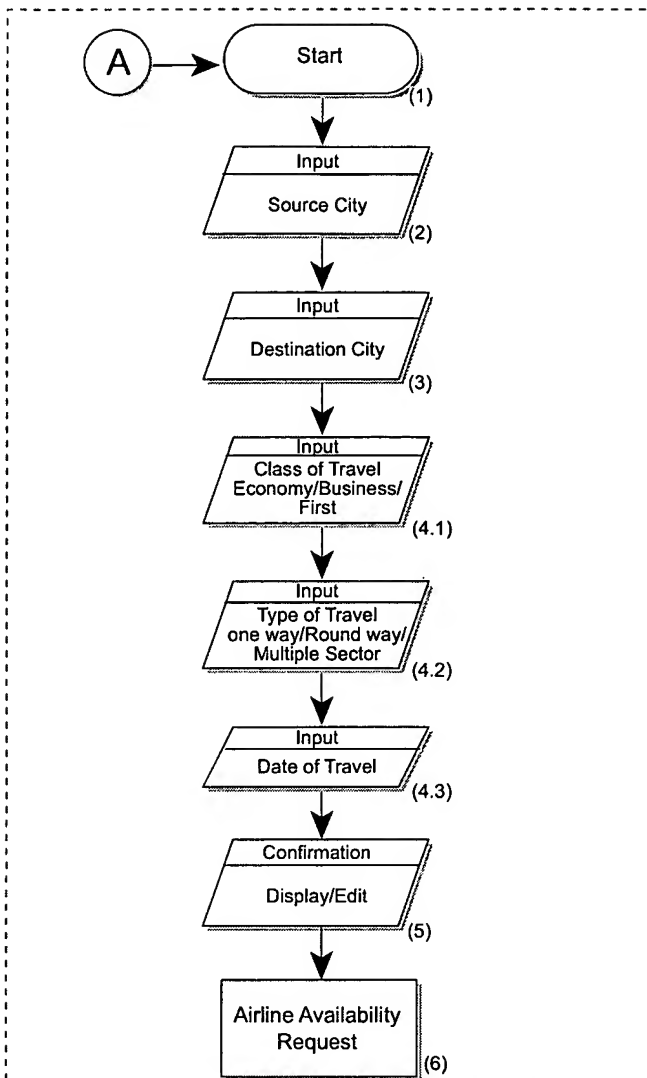 A
Start
(1)
Input
Source City
(2)
Input
Destination City
(3)
Input
Class of Travel
Economy/Business/
First
(4.1)
Input
Type of Travel
one way/Round way/
Multiple Sector
(4.2)
Input
Date of Travel
(4.3)
Confirmation
Display/Edit
(5)
Airline Availability
Request
(6)